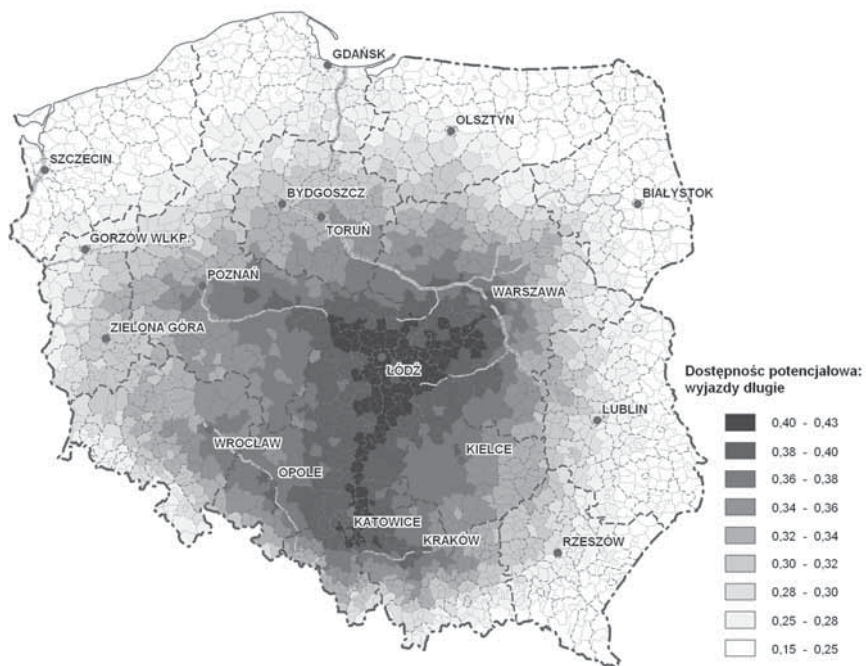 GDAŃSK
OLSZTYN
SZCZECIN
BYDGOSZCZ
BIAŁYSTOK
TORUŃ
GORZÓW WLKP.
POZNAŃ
WARSZAWA
ZIELONA GÓRA
ŁÓDŹ
Dostępnośc potencjałowa:
wyjazdy długie
LUBLIN
WROCŁAW
KIELCE
OPOLE
KATOWICE
KRAKÓW
RZESZÓW
0,40 - 0,43
0,38 - 0,40
0,36 - 0,38
0,34 - 0,36
0,32 - 0,34
0,30 - 0,32
0,28 - 0,30
0,25 - 0,28
0,15 - 0,25